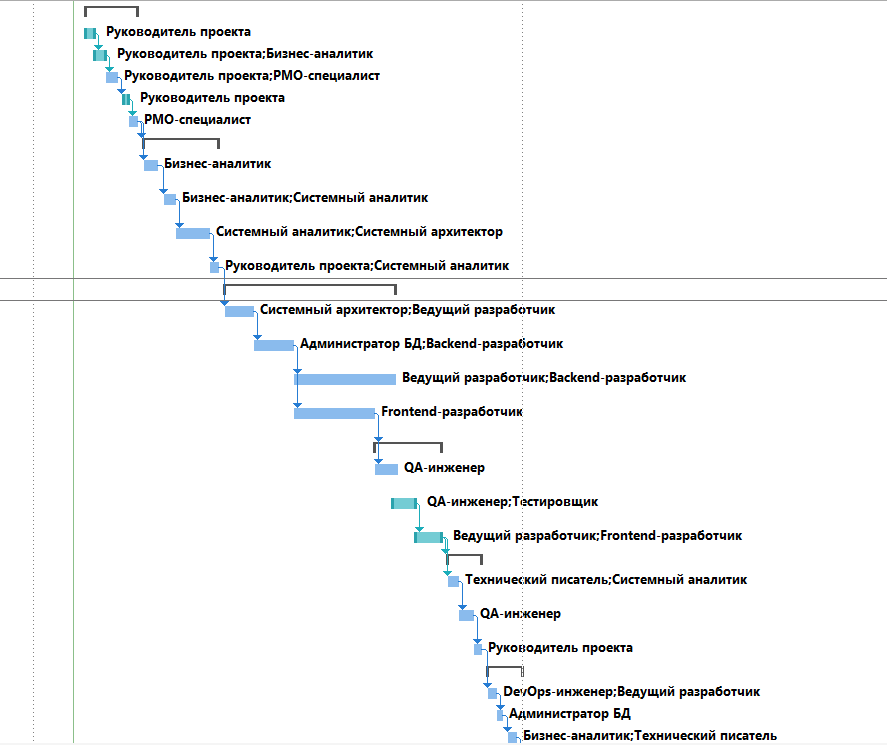 Руководитель проекта
Руководитель проекта;Бизнес-аналитик
Руководитель проекта;PMO-специалист
Руководитель проекта
PMO-специалист
Бизнес-аналитик
Бизнес-аналитик;Системный аналитик
Системный аналитик;Системный архитектор
Руководитель проекта;Системный аналитик
Системный архитектор;Ведущий разработчик
Администратор БД;Backend-разработчик
Ведущий разработчик;Backend-разработчик
Frontend-разработчик
QA-инженер
QA-инженер;Тестировщик
Ведущий разработчик;Frontend-разработчик
Технический писатель;Системный аналитик
QA-инженер
Руководитель проекта
DevOps-инженер;Ведущий разработчик
Администратор БД
Бизнес-аналитик;Технический писатель